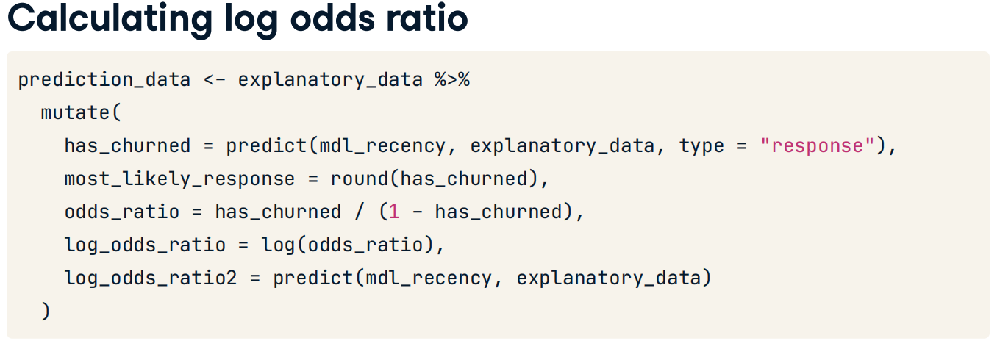 Calculating log odds ratio
prediction_data <- explanatory_data %>%
  mutate(
    has_churned = predict(mdl_recency, explanatory_data, type = "response"),
    most_likely_response = round(has_churned),
    odds_ratio = has_churned / (1 - has_churned),
    log_odds_ratio = log(odds_ratio),
    log_odds_ratio2 = predict(mdl_recency, explanatory_data)
  )